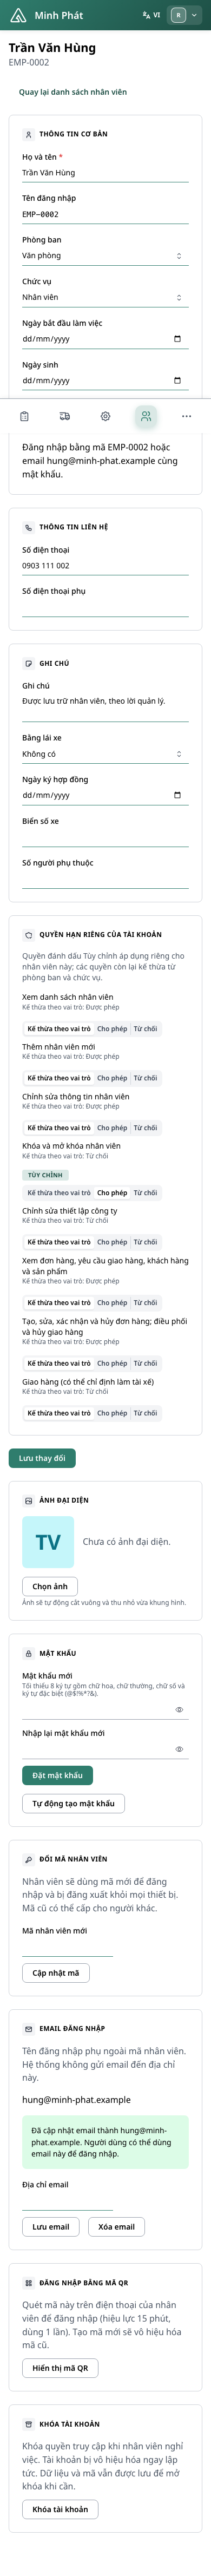 Minh Phát
VI
R
Trần Văn Hùng
EMP-0002
Quay lại danh sách nhân viên
THÔNG TIN CƠ BẢN
Họ và tên *
Trần Văn Hùng
Tên đăng nhập
EMP-0002
Phòng ban
Văn phòng
Chức vụ
Nhân viên
Ngày bắt đầu làm việc
dd/mm/yyyy
Ngày sinh
dd/mm/yyyy
Đăng nhập bằng mã EMP-0002 hoặc
email hung@minh-phat.example cùng
mật khẩu.
THÔNG TIN LIÊN HỆ
Số điện thoại
0903 111 002
Số điện thoại phụ
GHI CHÚ
Ghi chú
Được lưu trữ nhân viên, theo lời quản lý.
Bằng lái xe
Không có
Ngày ký hợp đồng
dd/mm/yyyy
Biển số xe
Số người phụ thuộc
QUYỀN HẠN RIÊNG CỦA TÀI KHOẢN
Quyền đánh dấu Tùy chỉnh áp dụng riêng cho
nhân viên này; các quyền còn lại kế thừa từ
phòng ban và chức vụ.
Xem danh sách nhân viên
Kế thừa theo vai trò: Được phép
Kế thừa theo vai trò Cho phép Từ chối
Thêm nhân viên mới
Kế thừa theo vai trò: Được phép
Kế thừa theo vai trò Cho phép Từ chối
Chỉnh sửa thông tin nhân viên
Kế thừa theo vai trò: Được phép
Kế thừa theo vai trò Cho phép Từ chối
Khóa và mở khóa nhân viên
Kế thừa theo vai trò: Từ chối
TÙY CHỈNH
Kế thừa theo vai trò Cho phép Từ chối
Chỉnh sửa thiết lập công ty
Kế thừa theo vai trò: Từ chối
Kế thừa theo vai trò Cho phép Từ chối
Xem đơn hàng, yêu cầu giao hàng, khách hàng
và sản phẩm
Kế thừa theo vai trò: Được phép
Kế thừa theo vai trò Cho phép Từ chối
Tạo, sửa, xác nhận và hủy đơn hàng; điều phối
và hủy giao hàng
Kế thừa theo vai trò: Được phép
Kế thừa theo vai trò Cho phép Từ chối
Giao hàng (có thể chỉ định làm tài xế)
Kế thừa theo vai trò: Từ chối
Kế thừa theo vai trò Cho phép Từ chối
Lưu thay đổi
ẢNH ĐẠI DIỆN
TV
Chưa có ảnh đại diện.
Chọn ảnh
Ảnh sẽ tự động cắt vuông và thu nhỏ vừa khung hình.
MẬT KHẨU
Mật khẩu mới
Tối thiểu 8 ký tự gồm chữ hoa, chữ thường, chữ số và
ký tự đặc biệt (@$!%*?&).
Nhập lại mật khẩu mới
Đặt mật khẩu
Tự động tạo mật khẩu
ĐỔI MÃ NHÂN VIÊN
Nhân viên sẽ dùng mã mới để đăng
nhập và bị đăng xuất khỏi mọi thiết bị.
Mã cũ có thể cấp cho người khác.
Mã nhân viên mới
Cập nhật mã
EMAIL ĐĂNG NHẬP
Tên đăng nhập phụ ngoài mã nhân viên.
Hệ thống không gửi email đến địa chỉ
này.
hung@minh-phat.example
Đã cập nhật email thành hung@minh-
phat.example. Người dùng có thể dùng
email này để đăng nhập.
Địa chỉ email
Lưu email
Xóa email
ĐĂNG NHẬP BẰNG MÃ QR
Quét mã này trên điện thoại của nhân
viên để đăng nhập (hiệu lực 15 phút,
dùng 1 lần). Tạo mã mới sẽ vô hiệu hóa
mã cũ.
Hiển thị mã QR
KHÓA TÀI KHOẢN
Khóa quyền truy cập khi nhân viên nghỉ
việc. Tài khoản bị vô hiệu hóa ngay lập
tức. Dữ liệu và mã vẫn được lưu để mở
khóa khi cần.
Khóa tài khoản